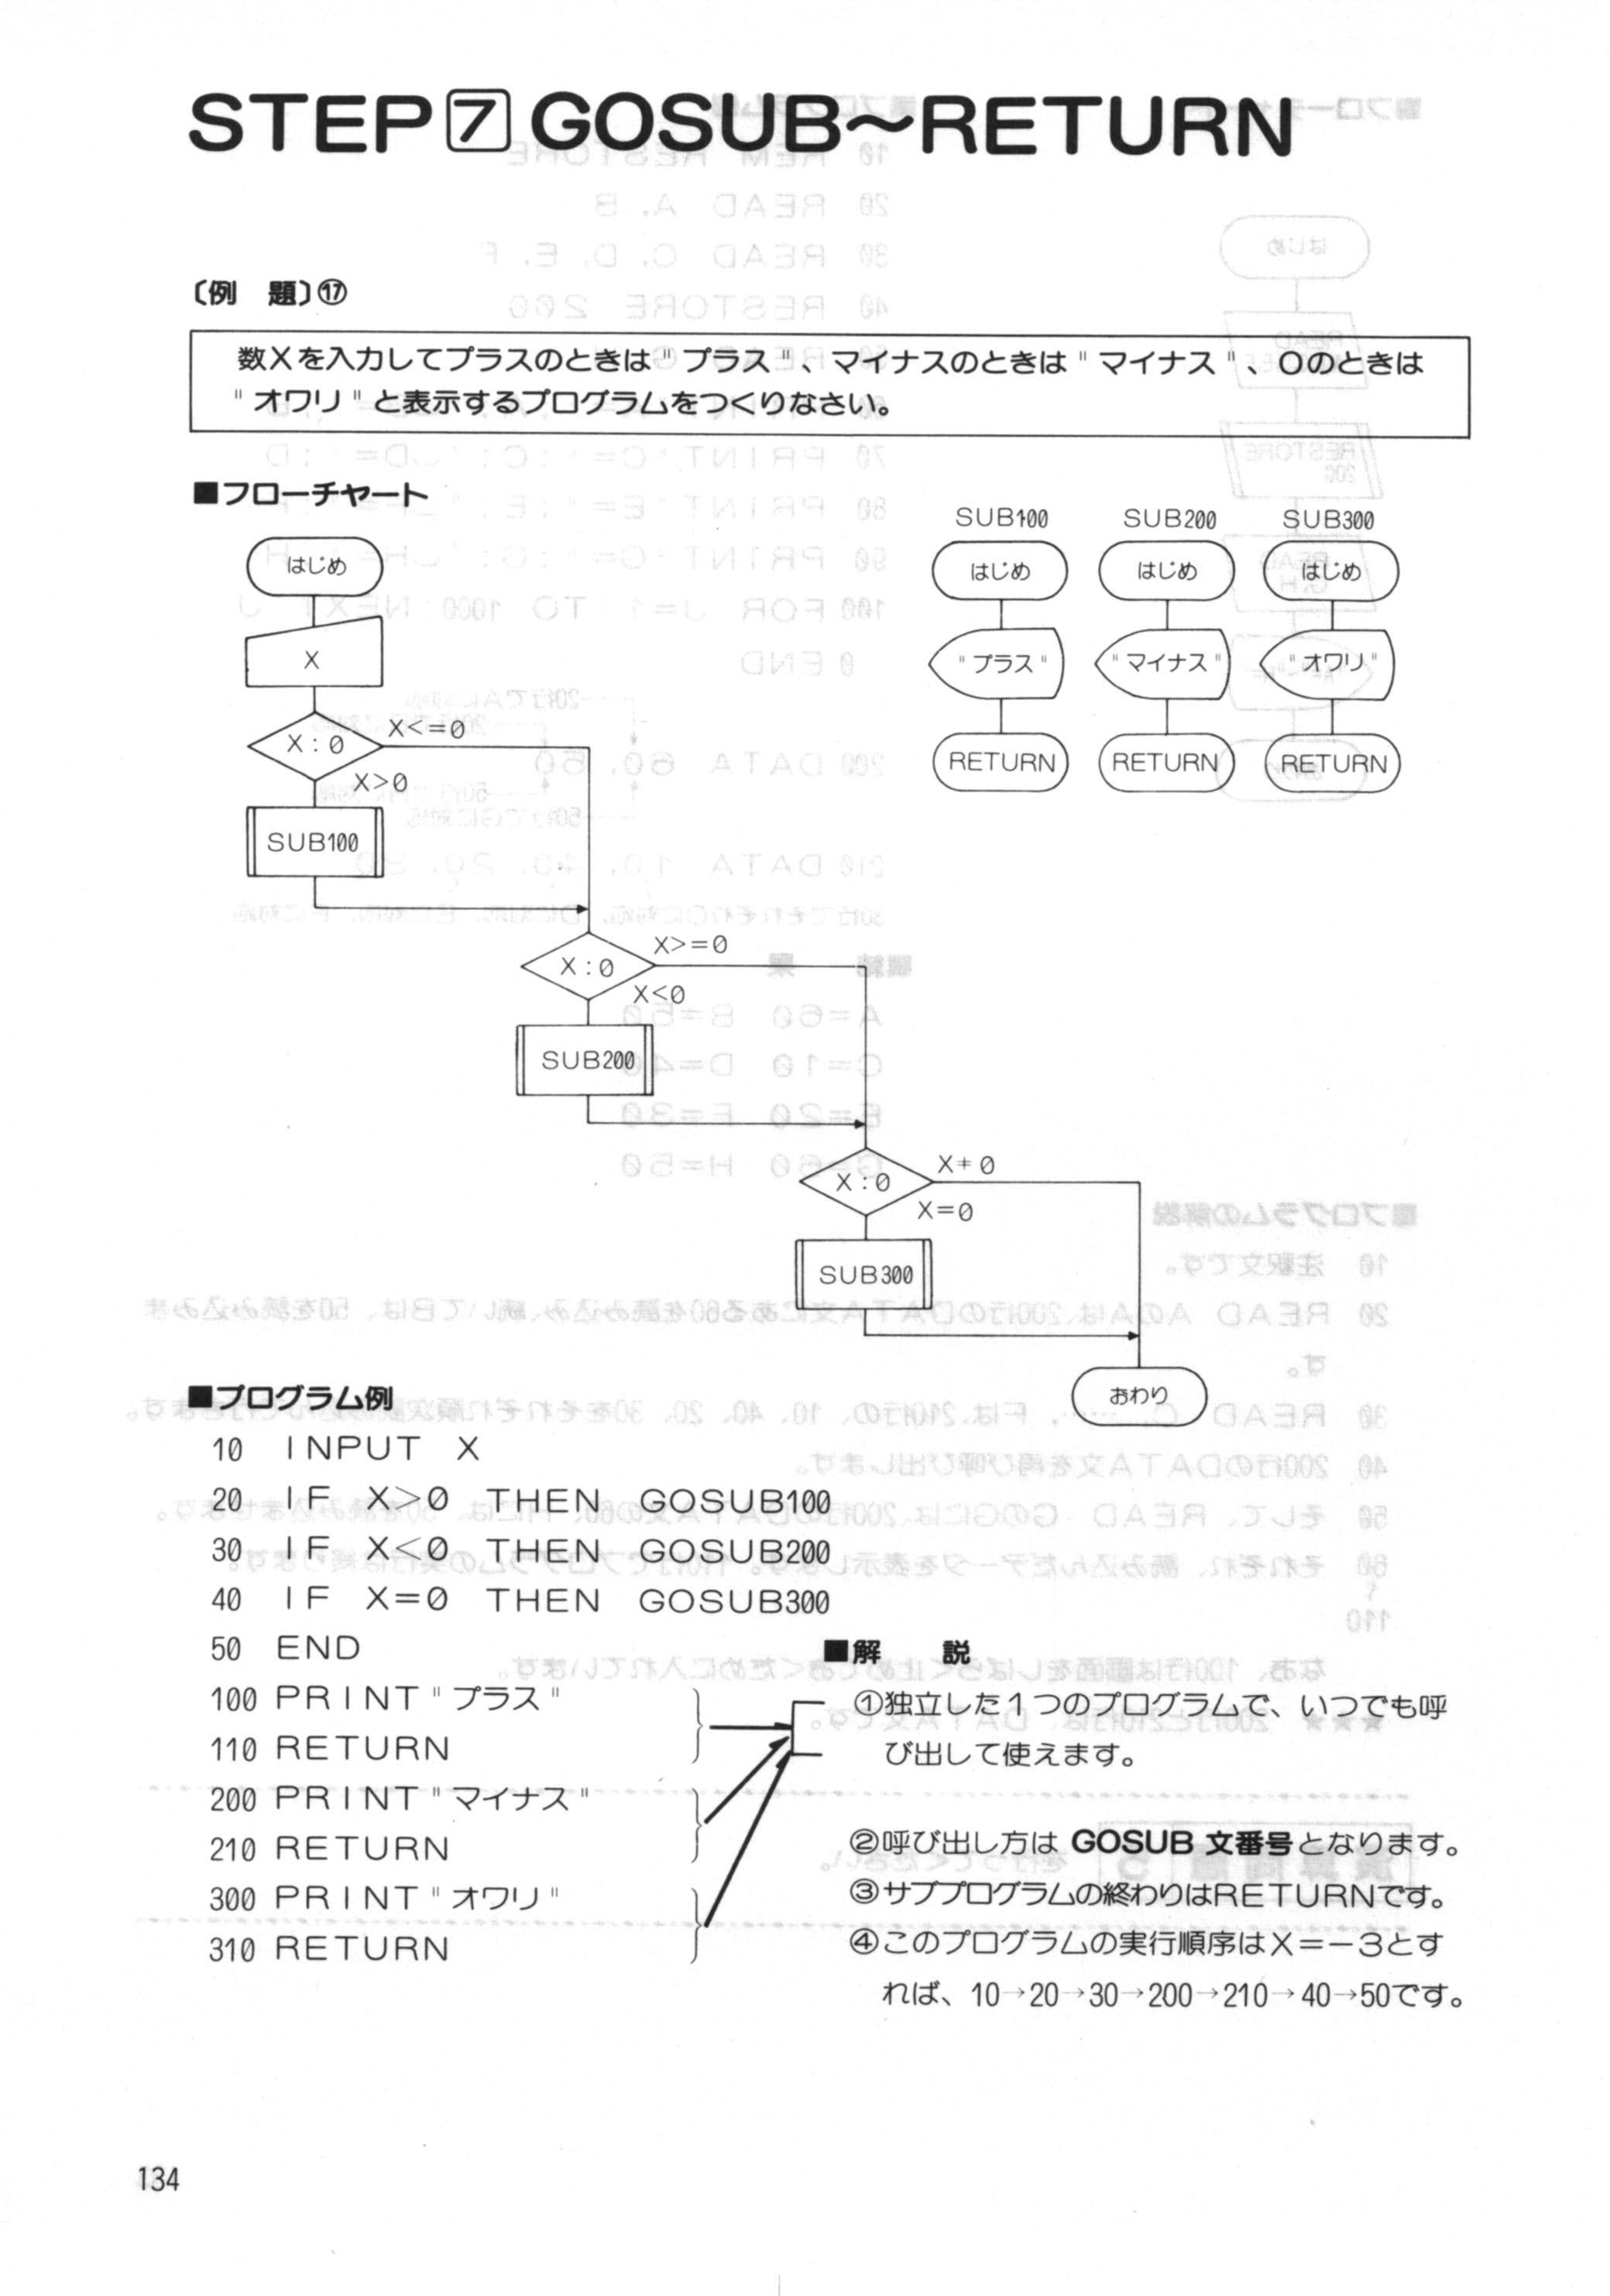 STEP 7 GOSUB〜RETURN
〔例　題〕⑰
数Xを入力してプラスのときは"プラス"、マイナスのときは"マイナス"、0のときは
"オワリ"と表示するプログラムをつくりなさい。
■フローチャート
はじめ
X
X:0
X<=0
X>0
SUB100
X:0
X>=0
X<0
SUB200
X:0
X≠0
X=0
SUB300
おわり
SUB100
はじめ
"プラス"
RETURN
SUB200
はじめ
"マイナス"
RETURN
SUB300
はじめ
"オワリ"
RETURN
■プログラム例
10 INPUT X
20 IF X>0 THEN GOSUB100
30 IF X<0 THEN GOSUB200
40 IF X=0 THEN GOSUB300
50 END
100 PRINT"プラス"
110 RETURN
200 PRINT"マイナス"
210 RETURN
300 PRINT"オワリ"
310 RETURN
■解　説
①独立した1つのプログラムで、いつでも呼
び出して使えます。
②呼び出し方は GOSUB 文番号となります。
③サブプログラムの終わりはRETURNです。
④このプログラムの実行順序はX=−3とす
れば、10→20→30→200→210→40→50です。
134